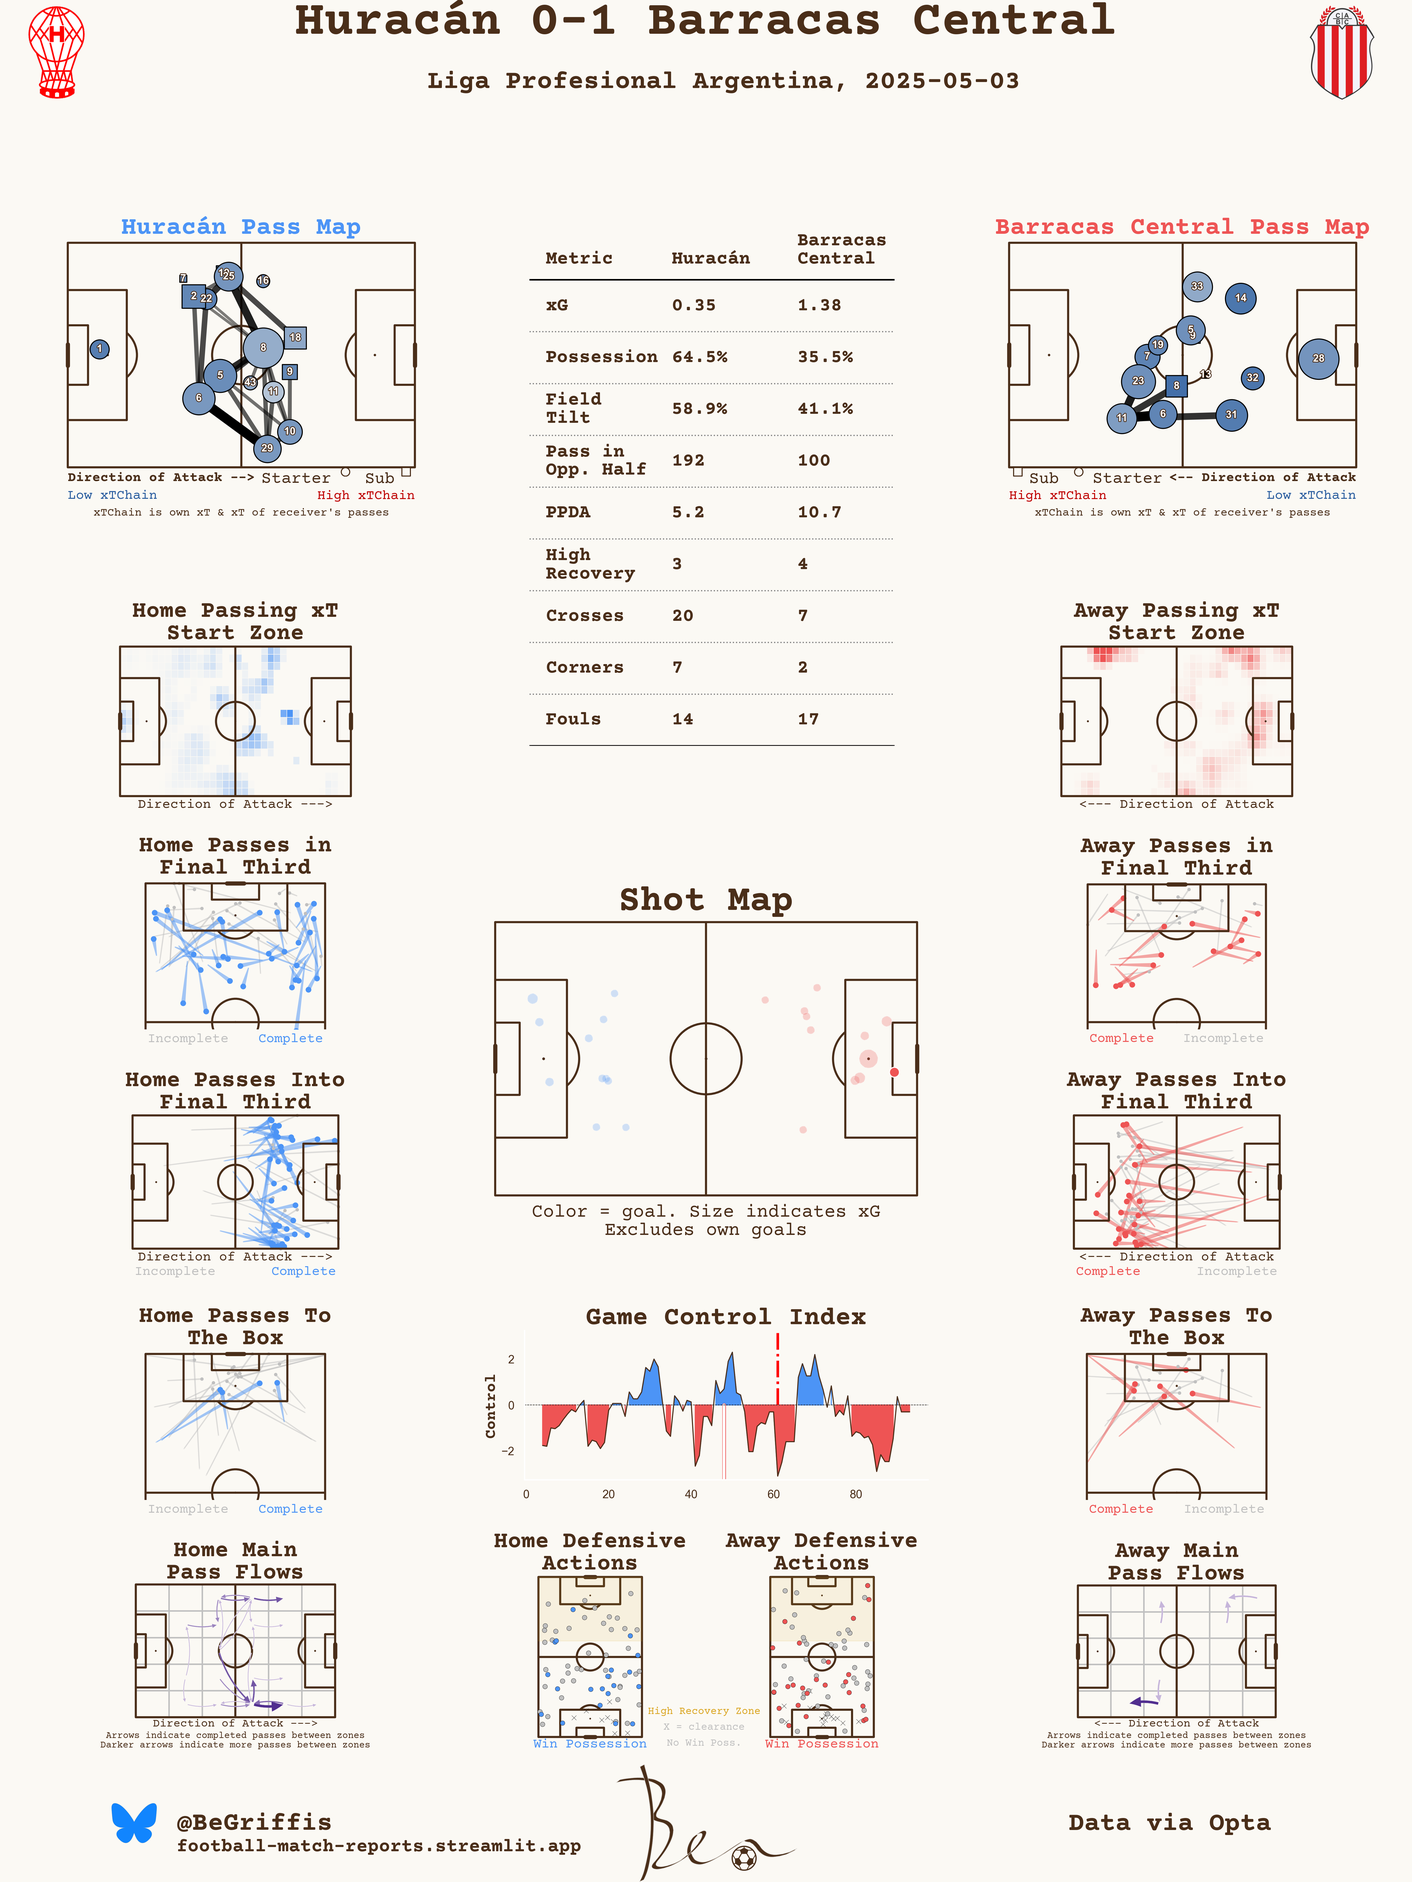 Huracán 0-1 Barracas Central
Liga Profesional Argentina, 2025-05-03
H
CA
BC
Huracán Pass Map
7
25
16
2
22
18
1
8
5
43
9
11
6
10
29
Direction of Attack --> Starter Sub
Low xTChain High xTChain
xTChain is own xT & xT of receiver's passes
Metric Huracán Barracas Central
xG 0.35 1.38
Possession 64.5% 35.5%
Field Tilt 58.9% 41.1%
Pass in Opp. Half 192 100
PPDA 5.2 10.7
High Recovery 3 4
Crosses 20 7
Corners 7 2
Fouls 14 17
Barracas Central Pass Map
33
14
5
9
19
7
28
23
8
13
32
11
6
31
Sub Starter <-- Direction of Attack
High xTChain Low xTChain
xTChain is own xT & xT of receiver's passes
Home Passing xT
Start Zone
Direction of Attack --->
Away Passing xT
Start Zone
<--- Direction of Attack
Home Passes in
Final Third
Incomplete Complete
Away Passes in
Final Third
Complete Incomplete
Shot Map
Color = goal. Size indicates xG
Excludes own goals
Home Passes Into
Final Third
Direction of Attack --->
Incomplete Complete
Away Passes Into
Final Third
<--- Direction of Attack
Complete Incomplete
Home Passes To
The Box
Incomplete Complete
Game Control Index
Control
2
0
−2
0 20 40 60 80
Away Passes To
The Box
Complete Incomplete
Home Main
Pass Flows
Direction of Attack --->
Arrows indicate completed passes between zones
Darker arrows indicate more passes between zones
Home Defensive
Actions
Win Possession
Away Defensive
Actions
Win Possession
High Recovery Zone
X = clearance
No Win Poss.
Away Main
Pass Flows
<--- Direction of Attack
Arrows indicate completed passes between zones
Darker arrows indicate more passes between zones
@BeGriffis
football-match-reports.streamlit.app
Ben
Data via Opta